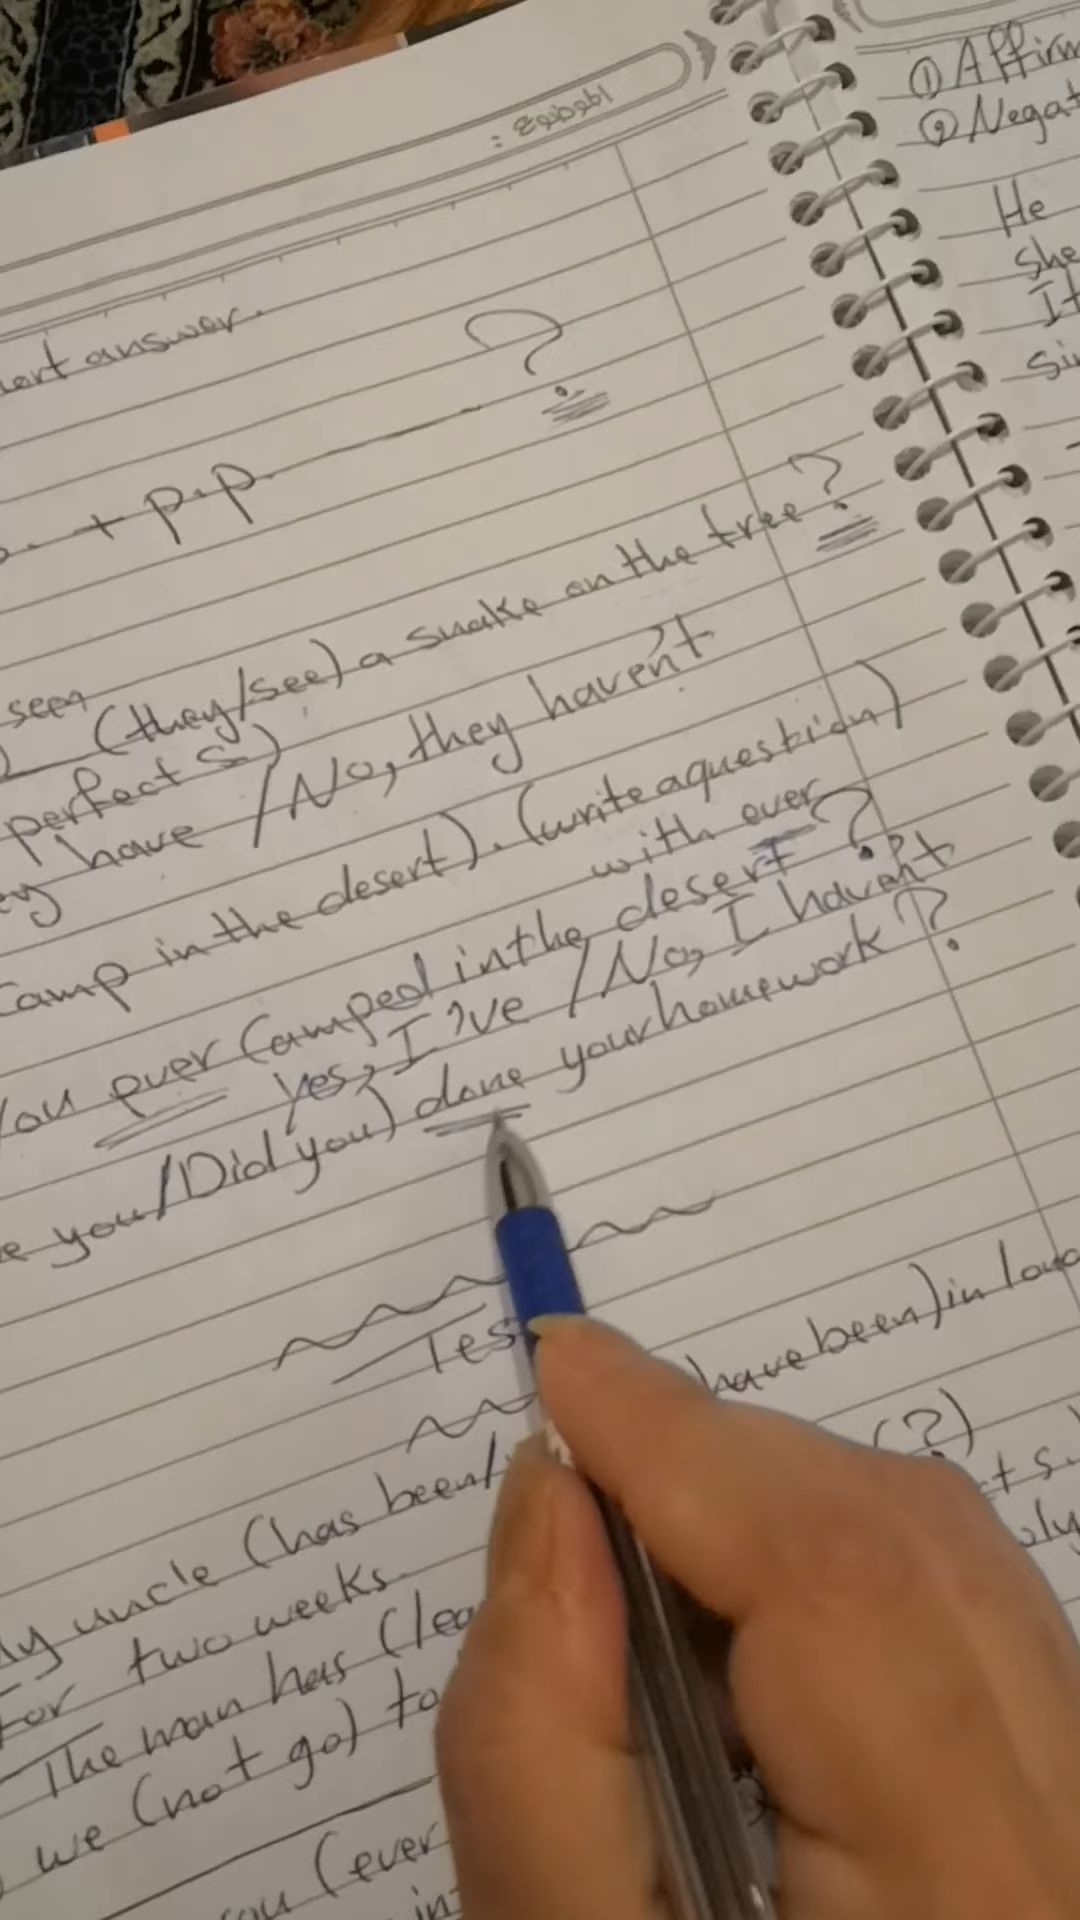 الموضوع :
① Affirm
② Negat
He
she
It
answer.
+ p.p. ?
seen
(they/see) a snake on the tree?
perfect S)
have / No, they haven't
Camp in the desert). (write a question)
with ever
you ever Camped in the desert ?
Yes, I've / No, I haven't
you/Did you) done your homework ?
Tes
have been) in
uncle (has been/
(?)
For two weeks.
The man has
we (not go) to
(ever